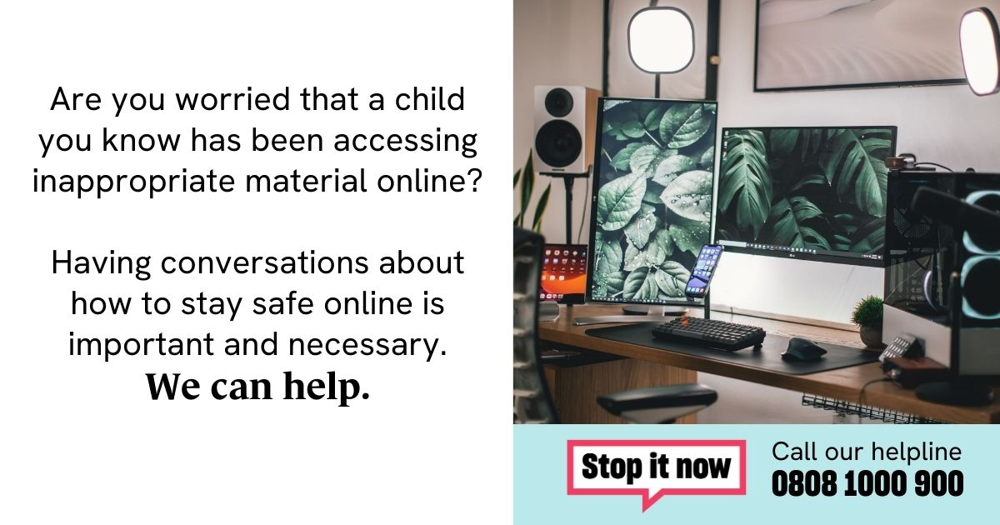 Are you worried that a child
you know has been accessing
inappropriate material online?
Having conversations about
how to stay safe online is
important and necessary.
We can help.
Stop it now
Call our helpline
0808 1000 900